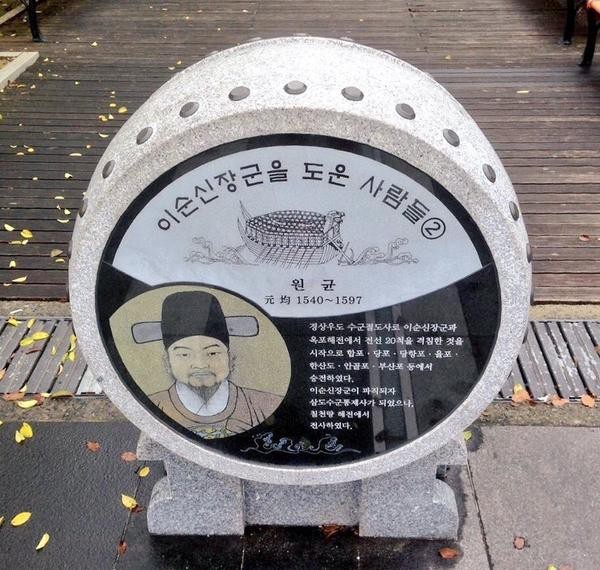 이순신장군을 도운 사람들②
원 균
元 均 1540~1597
경상우도 수군절도사로 이순신장군과
옥포해전에서 전선 20척을 격침한 것을
시작으로 합포·당포·당항포·율포·
한산도·안골포·부산포 등에서
승전하였다.
이순신장군이 파직되자
삼도수군통제사가 되었으나,
칠천량 해전에서
전사하였다.